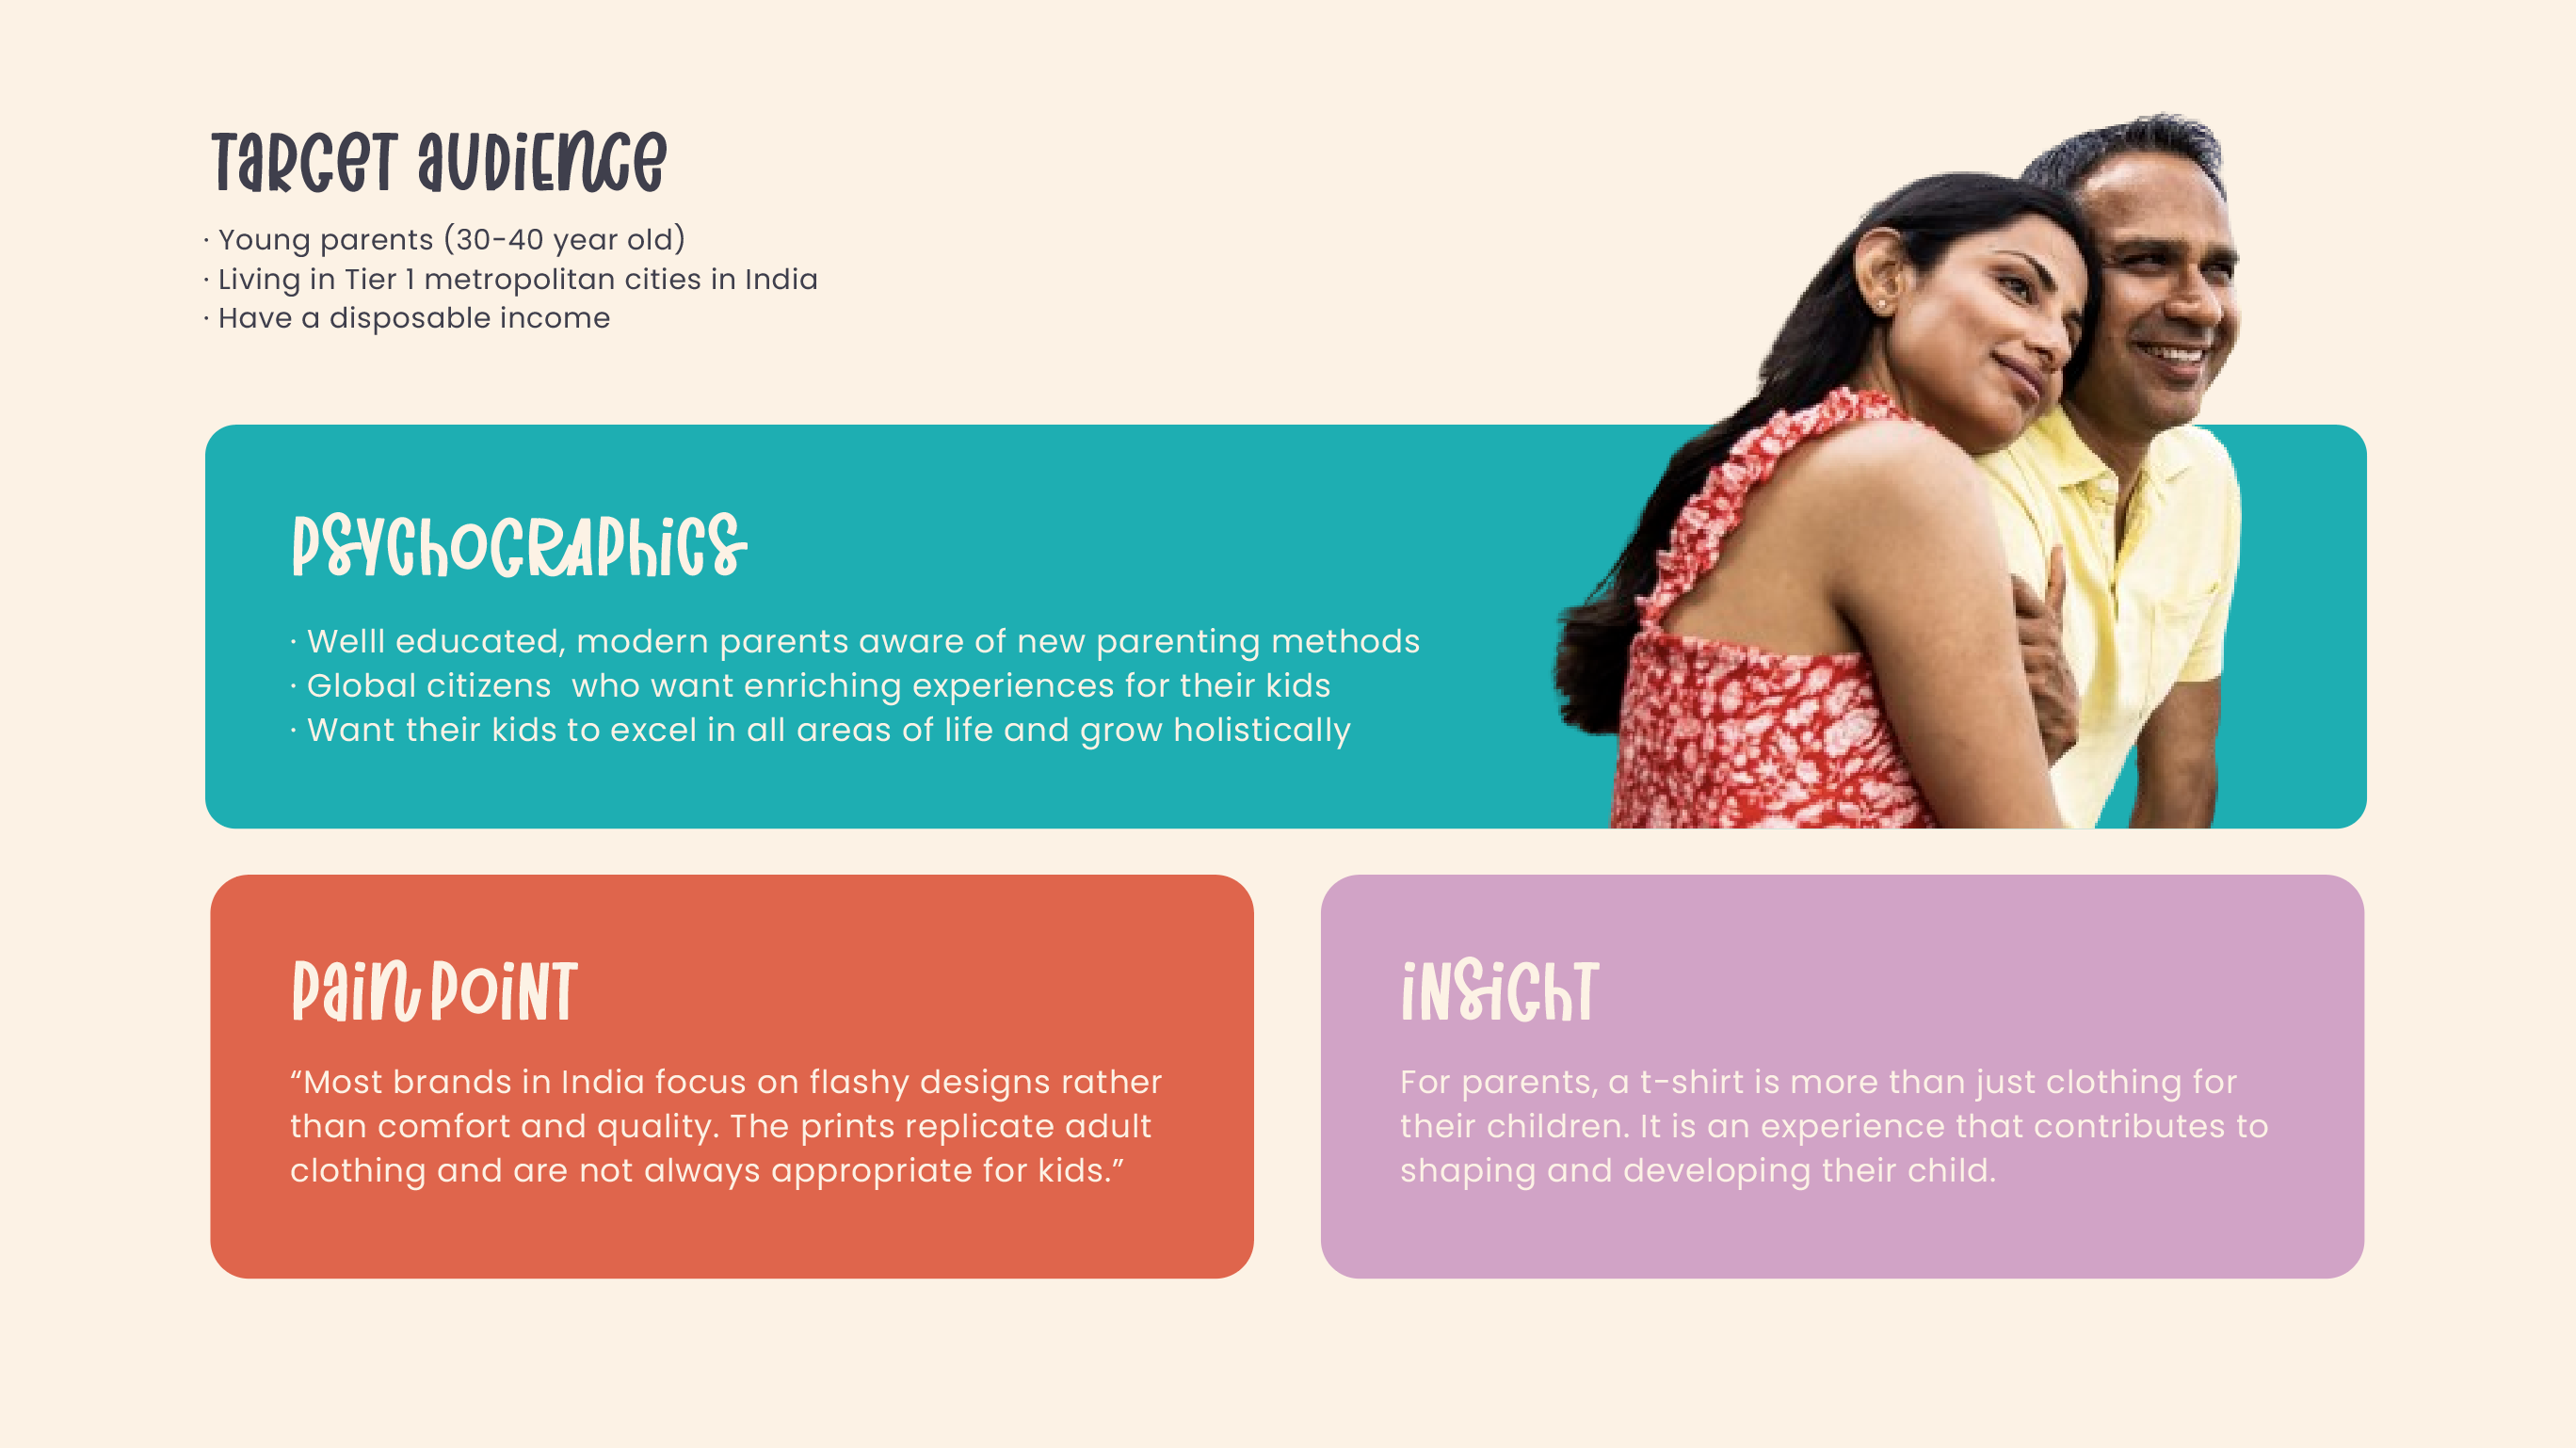 TARGET AUDIENCE
· Young parents (30-40 year old)
· Living in Tier 1 metropolitan cities in India
· Have a disposable income
PSYCHOGRAPHICS
· Welll educated, modern parents aware of new parenting methods
· Global citizens  who want enriching experiences for their kids
· Want their kids to excel in all areas of life and grow holistically
PAIN POINT
“Most brands in India focus on flashy designs rather
than comfort and quality. The prints replicate adult
clothing and are not always appropriate for kids.”
INSIGHT
For parents, a t-shirt is more than just clothing for
their children. It is an experience that contributes to
shaping and developing their child.